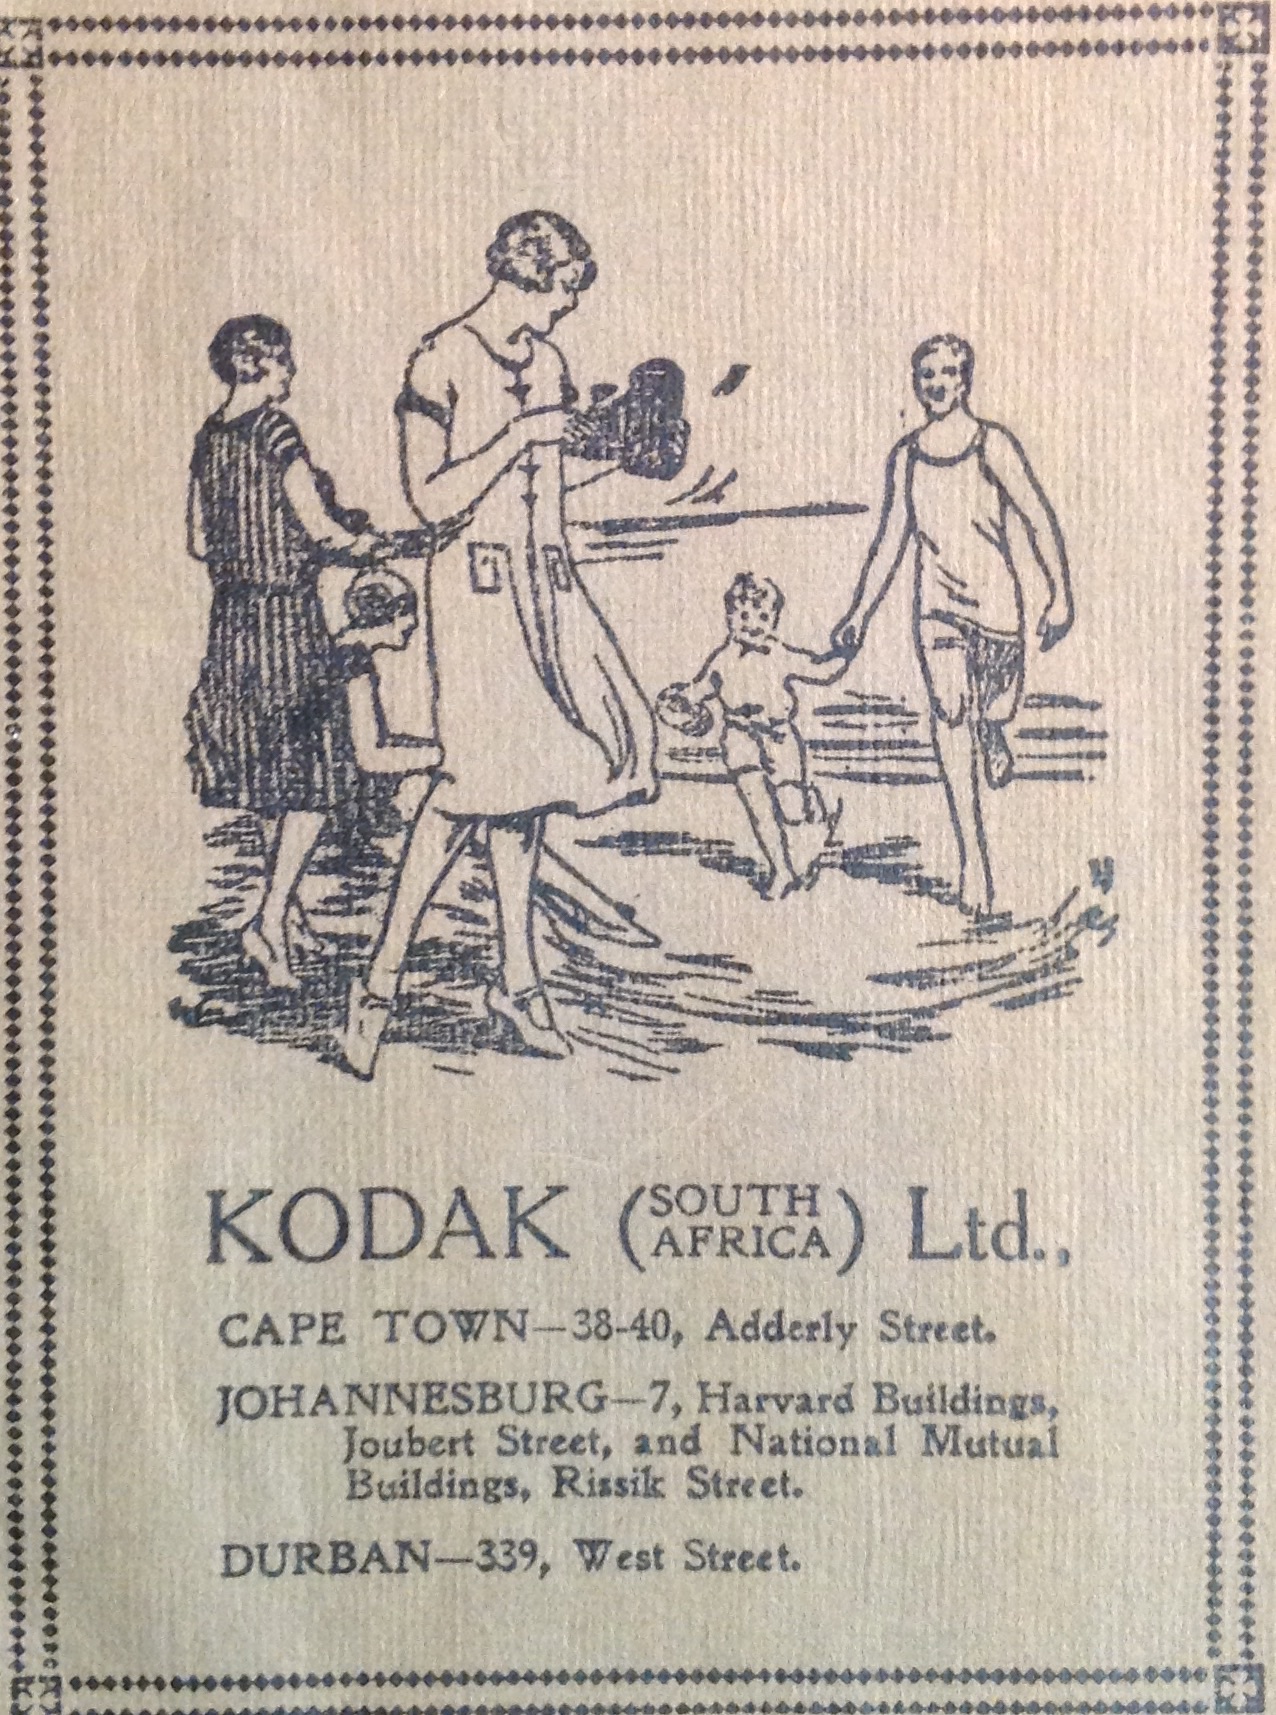 KODAK (SOUTH AFRICA) Ltd.,
CAPE TOWN—38-40, Adderly Street.
JOHANNESBURG—7, Harvard Buildings,
Joubert Street, and National Mutual
Buildings, Rissik Street.
DURBAN—339, West Street.